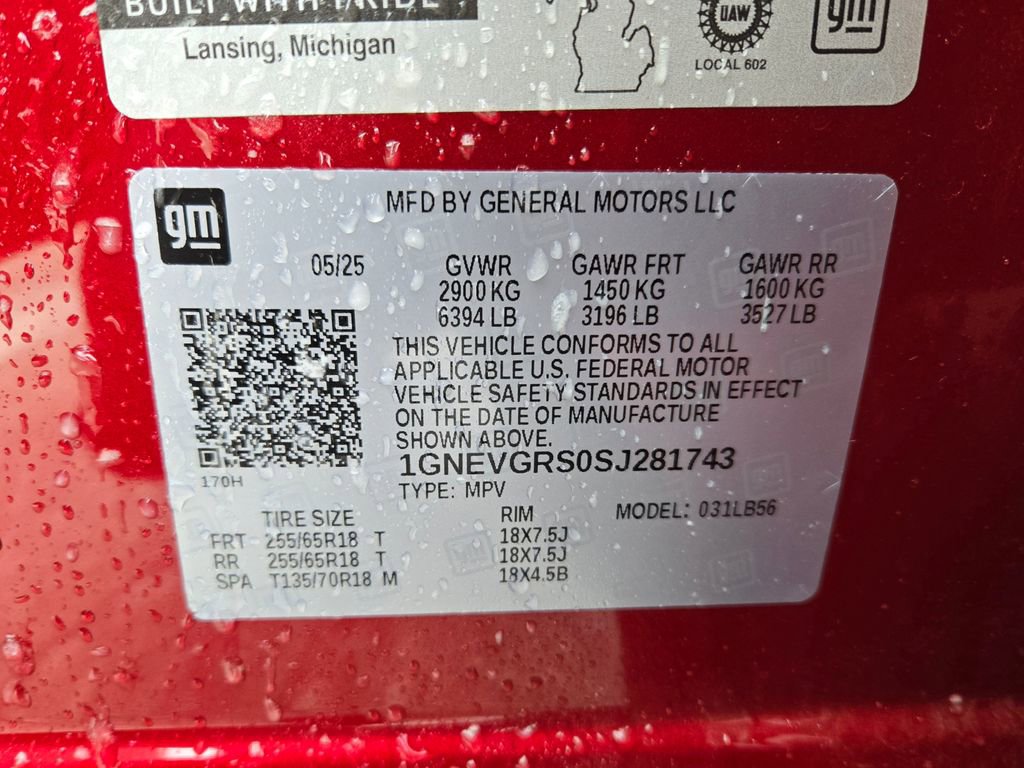 BUILT WITH PRIDE
Lansing, Michigan
UAW
LOCAL 602
gm
gm
MFD BY GENERAL MOTORS LLC
05/25 GVWR GAWR FRT GAWR RR
2900 KG 1450 KG 1600 KG
6394 LB 3196 LB 3527 LB
THIS VEHICLE CONFORMS TO ALL
APPLICABLE U.S. FEDERAL MOTOR
VEHICLE SAFETY STANDARDS IN EFFECT
ON THE DATE OF MANUFACTURE
SHOWN ABOVE.
1GNEVGRS0SJ281743
170H
TYPE: MPV
TIRE SIZE RIM MODEL: 031LB56
FRT 255/65R18 T 18X7.5J
RR 255/65R18 T 18X7.5J
SPA T135/70R18 M 18X4.5B